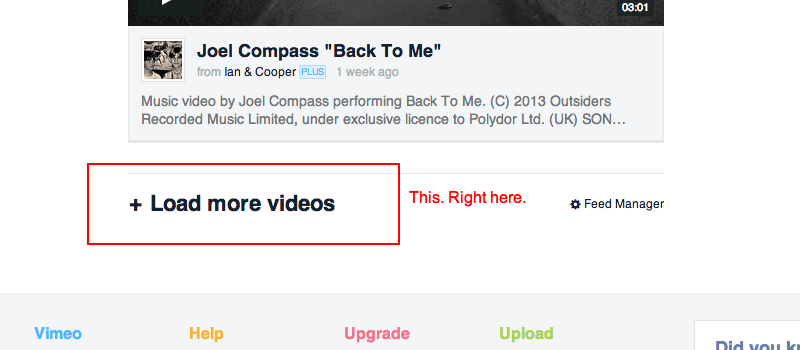 03:01
Joel Compass "Back To Me"
from Ian & Cooper PLUS 1 week ago
Music video by Joel Compass performing Back To Me. (C) 2013 Outsiders
Recorded Music Limited, under exclusive licence to Polydor Ltd. (UK) SON…
+ Load more videos
This. Right here.
Feed Manager
Vimeo Help Upgrade Upload
Did you